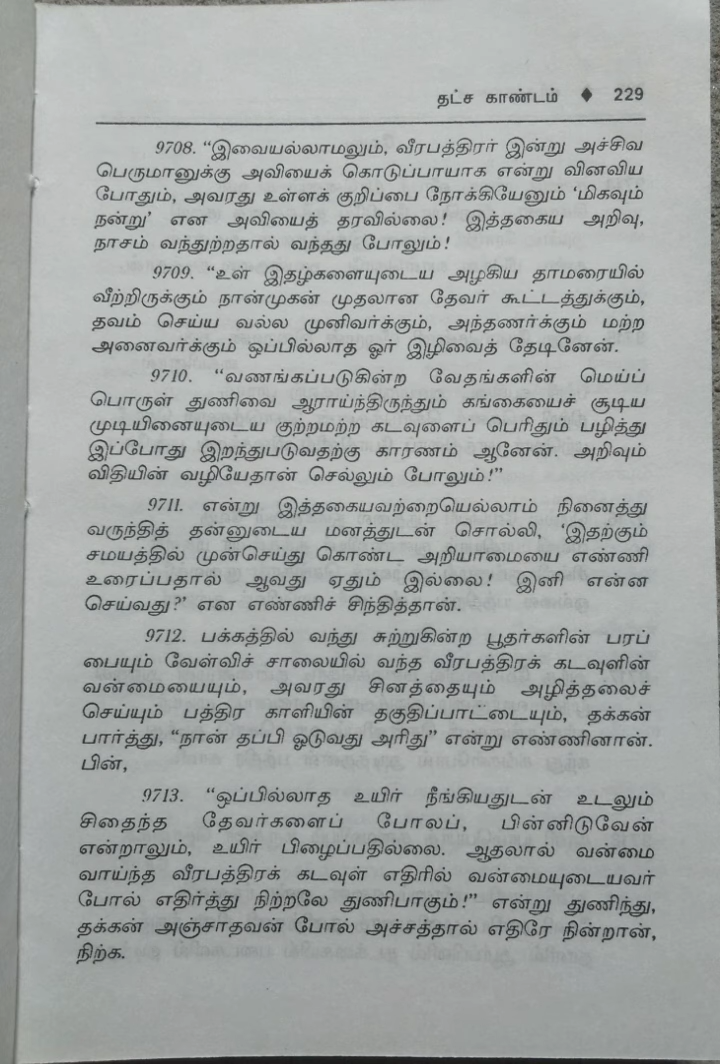 தட்ச காண்டம் ♦ 229
9708. “இவையல்லாமலும், வீரபத்திரர் இன்று அச்சிவ
பெருமானுக்கு அவியைக் கொடுப்பாயாக என்று வினவிய
போதும், அவரது உள்ளக் குறிப்பை நோக்கியேனும் ‘மிகவும்
நன்று’ என அவியைத் தரவில்லை! இத்தகைய அறிவு,
நாசம் வந்துற்றதால் வந்தது போலும்!
9709. “உள் இதழ்களையுடைய அழகிய தாமரையில்
வீற்றிருக்கும் நான்முகன் முதலான தேவர் கூட்டத்துக்கும்,
தவம் செய்ய வல்ல முனிவர்க்கும், அந்தணர்க்கும் மற்ற
அனைவர்க்கும் ஒப்பில்லாத ஓர் இழிவைத் தேடினேன்.
9710. “வணங்கப்படுகின்ற வேதங்களின் மெய்ப்
பொருள் துணிவை ஆராய்ந்திருந்தும் கங்கையைச் சூடிய
முடியினையுடைய குற்றமற்ற கடவுளைப் பெரிதும் பழித்து
இப்போது இறந்துபடுவதற்கு காரணம் ஆனேன். அறிவும்
விதியின் வழியேதான் செல்லும் போலும்!”
9711. என்று இத்தகையவற்றையெல்லாம் நினைத்து
வருந்தித் தன்னுடைய மனத்துடன் சொல்லி, ‘இதற்கும்
சமயத்தில் முன்செய்து கொண்ட அறியாமையை எண்ணி
உரைப்பதால் ஆவது ஏதும் இல்லை! இனி என்ன
செய்வது?’ என எண்ணிச் சிந்தித்தான்.
9712. பக்கத்தில் வந்து சுற்றுகின்ற பூதர்களின் பரப்
பையும் வேள்விச் சாலையில் வந்த வீரபத்திரக் கடவுளின்
வன்மையையும், அவரது சினத்தையும் அழித்தலைச்
செய்யும் பத்திர காளியின் தகுதிப்பாட்டையும், தக்கன்
பார்த்து, “நான் தப்பி ஓடுவது அரிது” என்று எண்ணினான்.
பின்,
9713. “ஒப்பில்லாத உயிர் நீங்கியதுடன் உடலும்
சிதைந்த தேவர்களைப் போலப், பின்னிடுவேன்
என்றாலும், உயிர் பிழைப்பதில்லை. ஆதலால் வன்மை
வாய்ந்த வீரபத்திரக் கடவுள் எதிரில் வன்மையுடையவர்
போல் எதிர்த்து நிற்றலே துணிபாகும்!” என்று துணிந்து,
தக்கன் அஞ்சாதவன் போல் அச்சத்தால் எதிரே நின்றான்,
நிற்க.